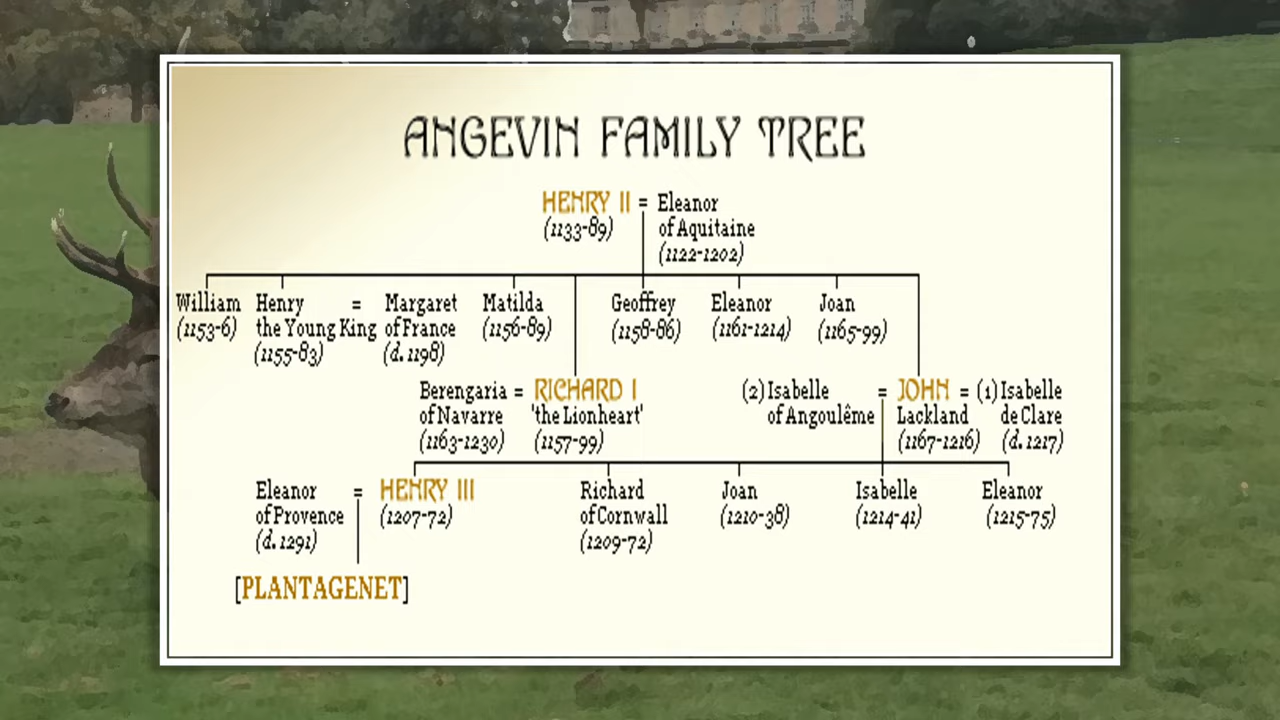 ANGEVIN FAMILY TREE
HENRY II = Eleanor
(1133-89) of Aquitaine
(1122-1202)
William Henry = Margaret Matilda Geoffrey Eleanor Joan
(1153-6) the Young King of France (1156-89) (1158-86) (1161-1214) (1165-99)
(1155-83) (d. 1198)
Berengaria = RICHARD I (2) Isabelle = JOHN = (1) Isabelle
of Navarre 'the Lionheart' of Angoulême Lackland de Clare
(1163-1230) (1157-99) (1167-1216) (d. 1217)
Eleanor = HENRY III Richard Joan Isabelle Eleanor
of Provence (1207-72) of Cornwall (1210-38) (1214-41) (1215-75)
(d. 1291) (1209-72)
[PLANTAGENET]